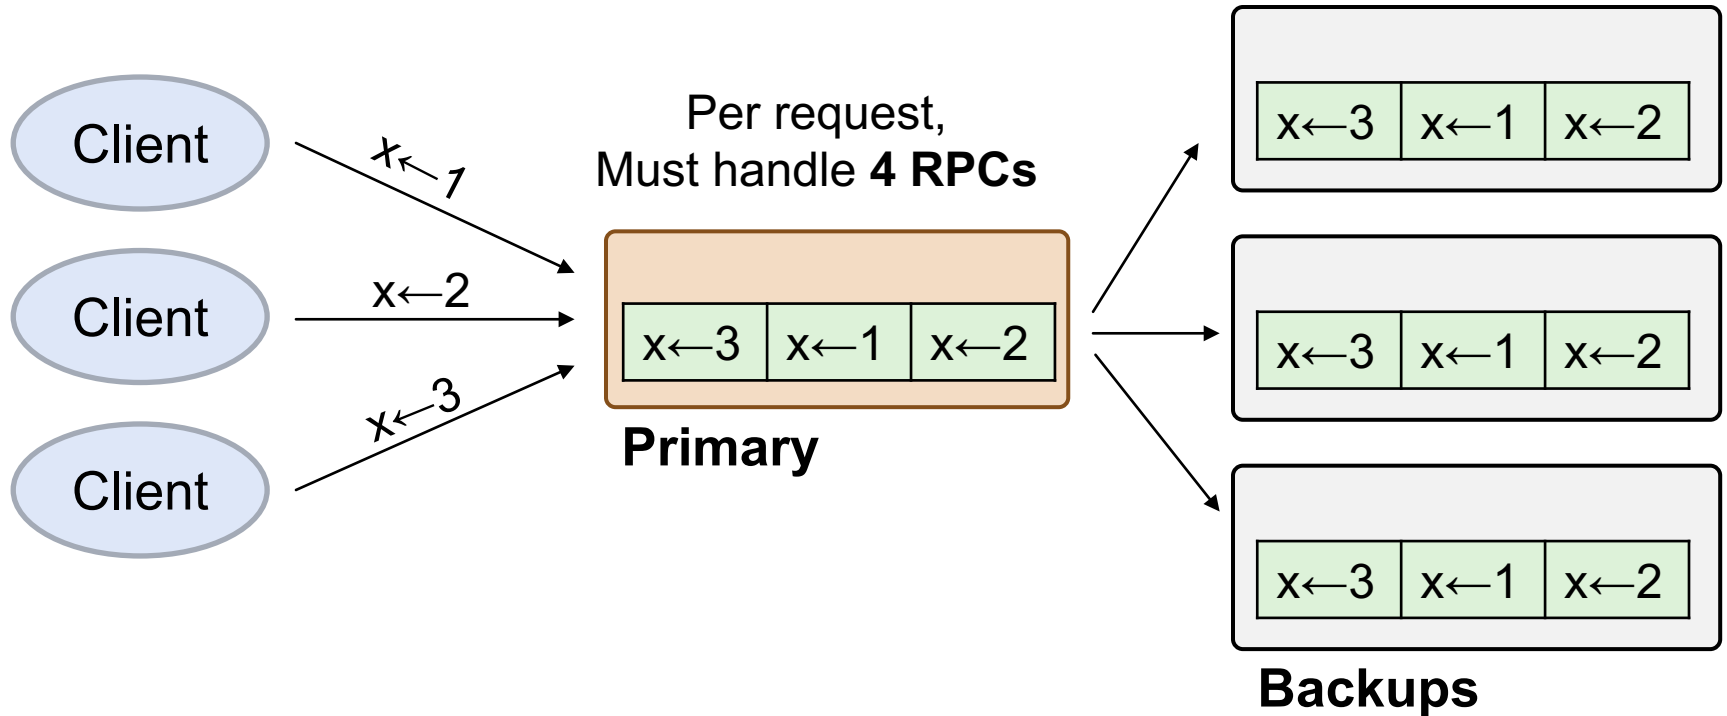 Client
x←1
Client
x←2
Client
x←3
Per request,
Must handle 4 RPCs
x←3 x←1 x←2
Primary
x←3 x←1 x←2
x←3 x←1 x←2
x←3 x←1 x←2
Backups